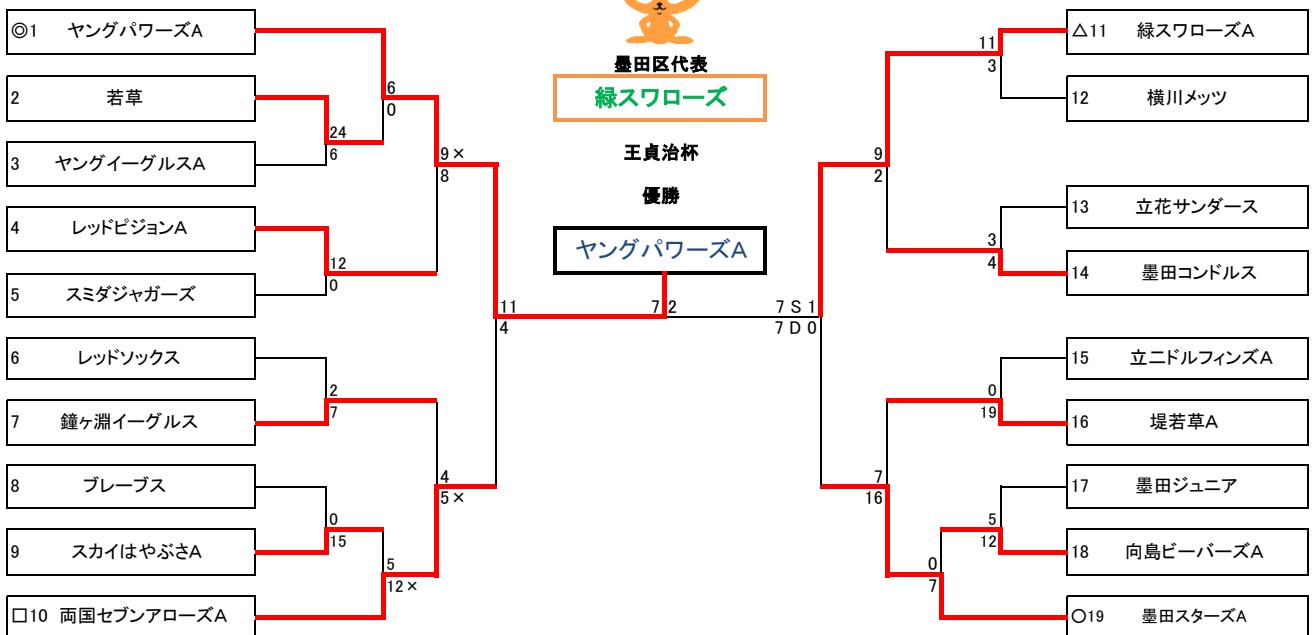 ◎1 ヤングパワーズA
2 若草
3 ヤングイーグルスA
4 レッドピジョンA
5 スミダジャガーズ
6 レッドソックス
7 鐘ヶ淵イーグルス
8 ブレーブス
9 スカイはやぶさA
□10 両国セブンアローズA
6
0
24
6
9×
8
12
0
11
4
2
7
4
5×
0
15
5
12×
墨田区代表
緑スワローズ
王貞治杯
優勝
ヤングパワーズA
7 2
7 S 1
7 D 0
11
3
9
2
3
4
0
19
7
16
5
12
0
7
△11 緑スワローズA
12 横川メッツ
13 立花サンダース
14 墨田コンドルス
15 立二ドルフィンズA
16 堤若草A
17 墨田ジュニア
18 向島ビーバーズA
○19 墨田スターズA